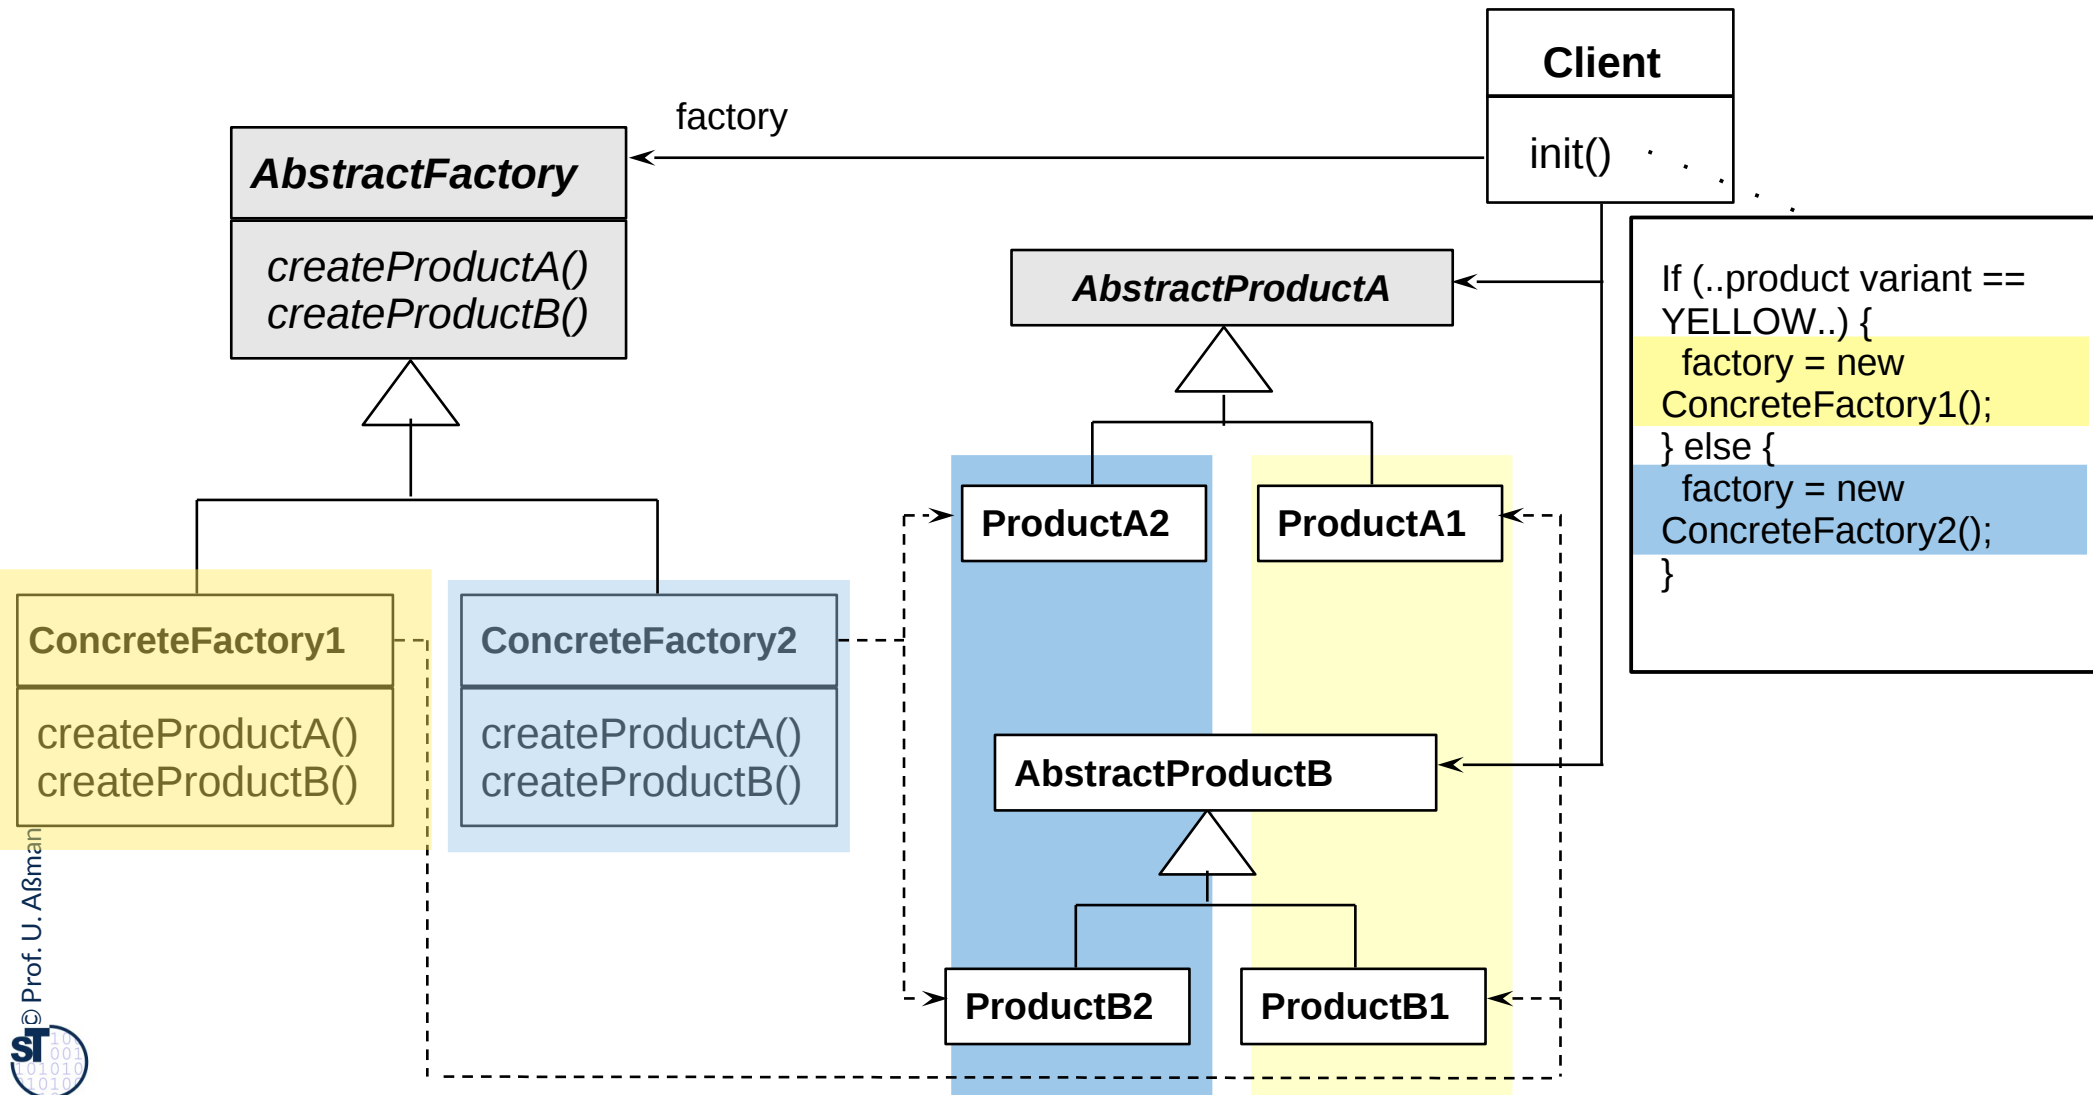 Client
init()
factory
AbstractFactory
createProductA()
createProductB()
AbstractProductA
If (..product variant ==
YELLOW..) {
factory = new
ConcreteFactory1();
} else {
factory = new
ConcreteFactory2();
}
ProductA2
ProductA1
ConcreteFactory1
createProductA()
createProductB()
ConcreteFactory2
createProductA()
createProductB()
AbstractProductB
ProductB2
ProductB1
© Prof. U. Aßman
ST